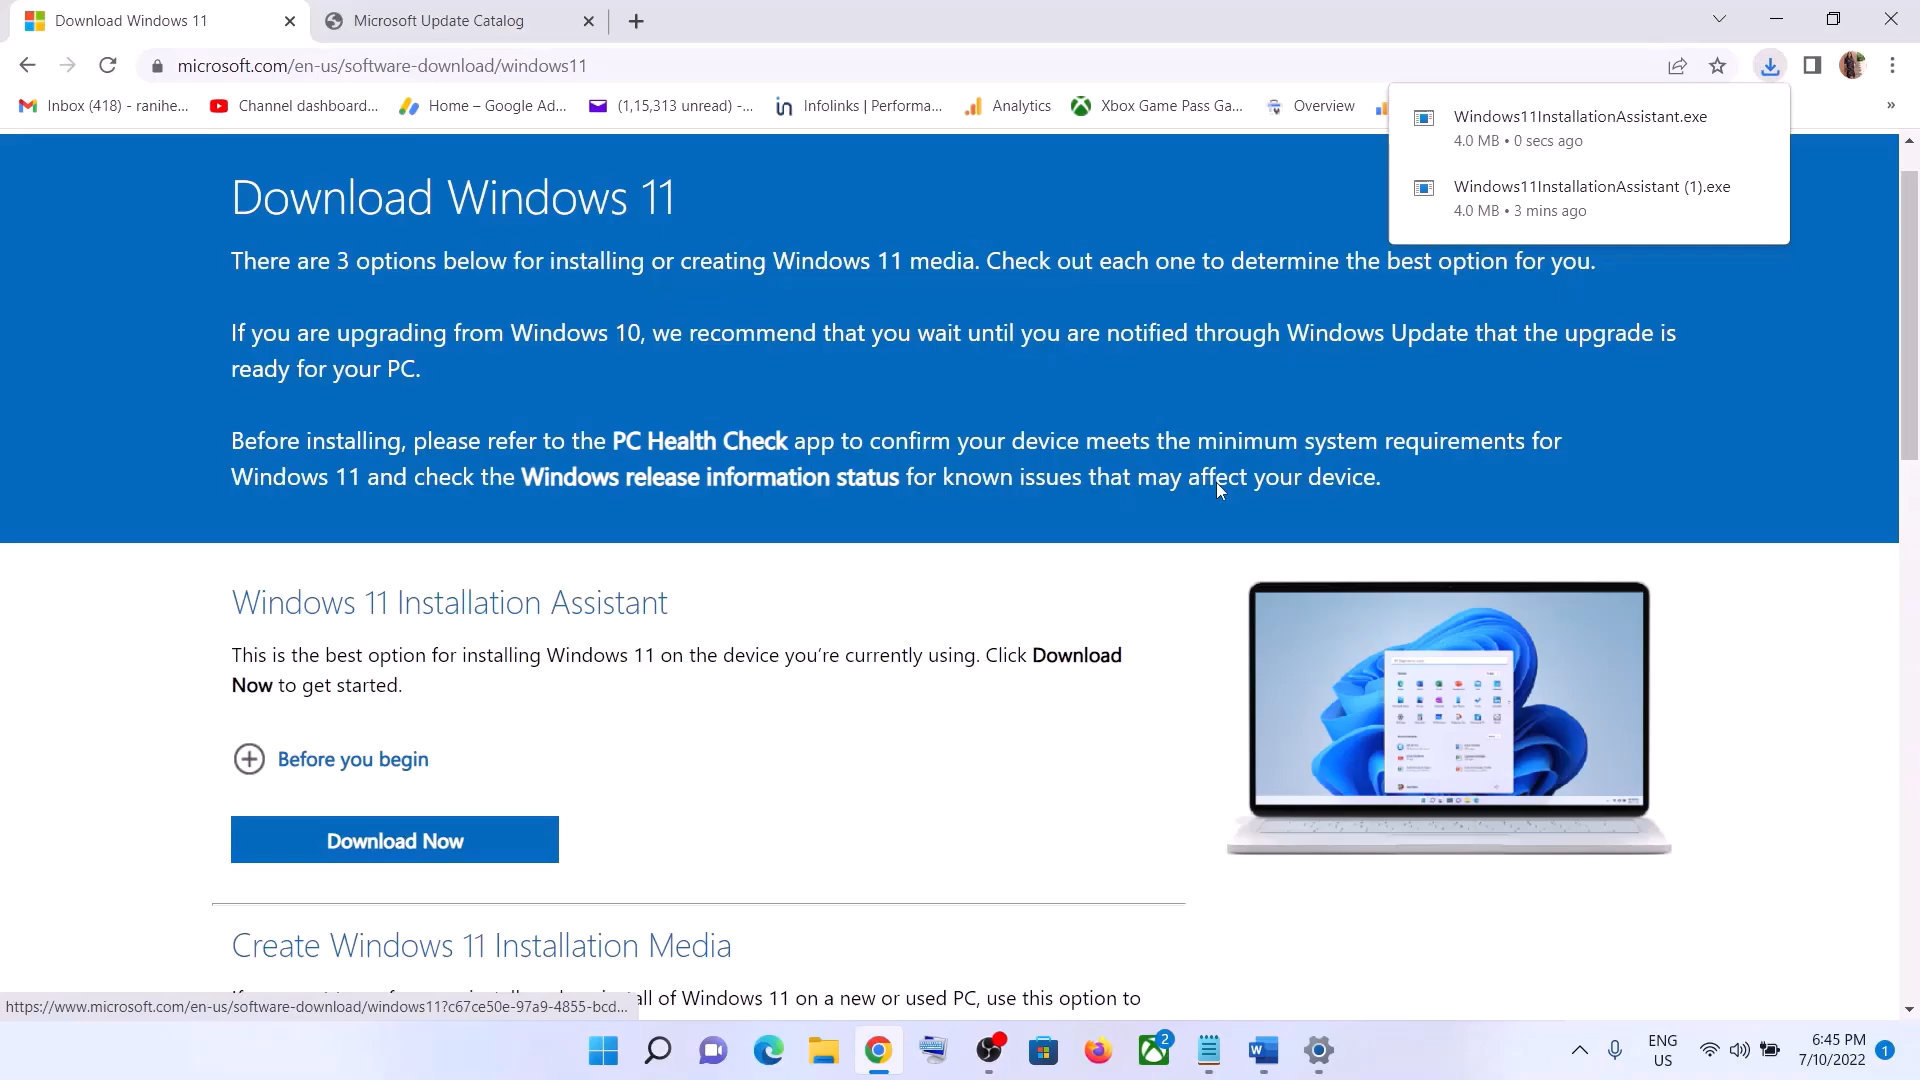 Download Windows 11
Microsoft Update Catalog
microsoft.com/en-us/software-download/windows11
Inbox (418) - ranihe...
Channel dashboard...
Home – Google Ad...
(1,15,313 unread) -...
Infolinks | Performa...
Analytics
Xbox Game Pass Ga...
Overview
»
Windows11InstallationAssistant.exe
4.0 MB • 0 secs ago
Windows11InstallationAssistant (1).exe
4.0 MB • 3 mins ago
Download Windows 11
There are 3 options below for installing or creating Windows 11 media. Check out each one to determine the best option for you.
If you are upgrading from Windows 10, we recommend that you wait until you are notified through Windows Update that the upgrade is
ready for your PC.
Before installing, please refer to the PC Health Check app to confirm your device meets the minimum system requirements for
Windows 11 and check the Windows release information status for known issues that may affect your device.
Windows 11 Installation Assistant
This is the best option for installing Windows 11 on the device you're currently using. Click Download
Now to get started.
Before you begin
Download Now
Create Windows 11 Installation Media
all of Windows 11 on a new or used PC, use this option to
https://www.microsoft.com/en-us/software-download/windows11?c67ce50e-97a9-4855-bcd...
2
ENG
US
6:45 PM
7/10/2022
1